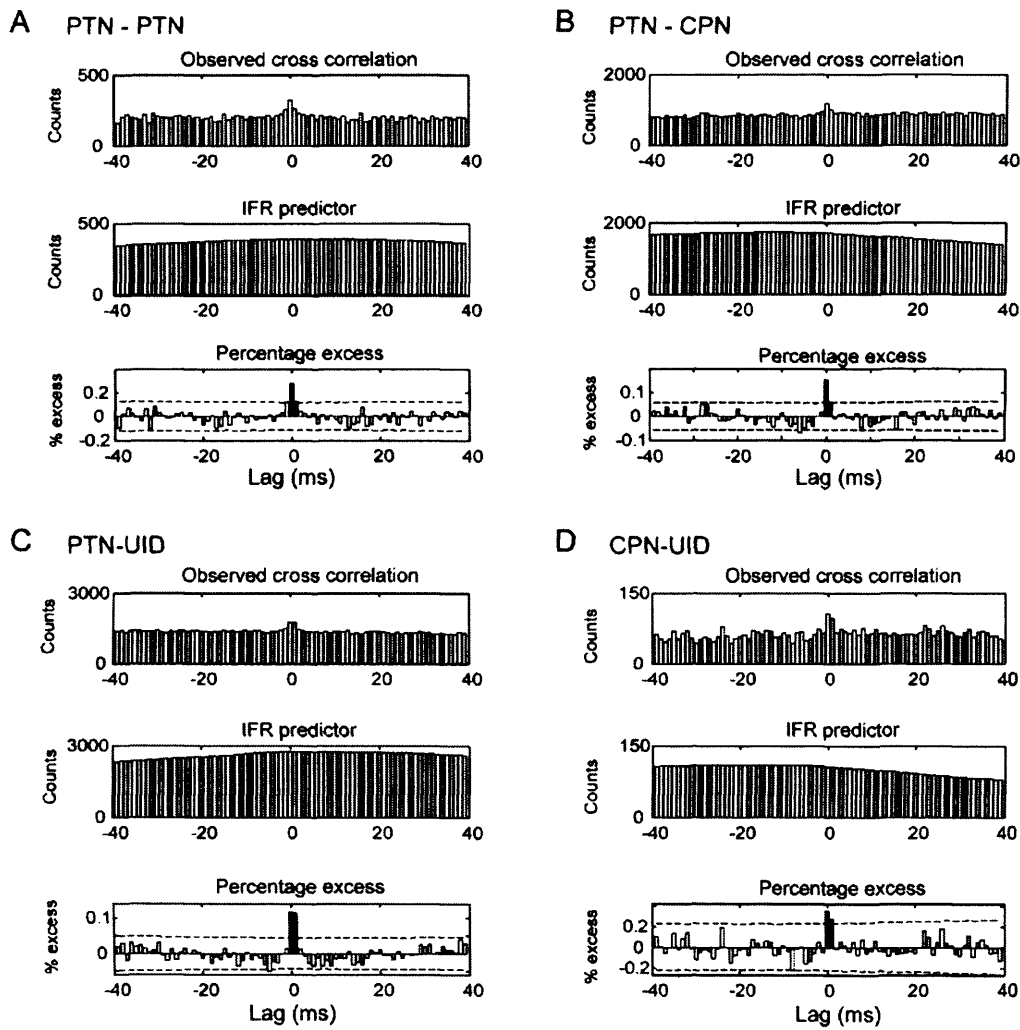 A PTN - PTN
Observed cross correlation
500
Counts
0
-40 -20 0 20 40
IFR predictor
500
Counts
0
-40 -20 0 20 40
Percentage excess
% excess
0.2
0
-0.2
-40 -20 0 20 40
Lag (ms)
B PTN - CPN
Observed cross correlation
2000
1000
Counts
0
-40 -20 0 20 40
IFR predictor
2000
1000
Counts
0
-40 -20 0 20 40
Percentage excess
% excess
0.1
0
-0.1
-40 -20 0 20 40
Lag (ms)
C PTN-UID
Observed cross correlation
3000
Counts
0
-40 -20 0 20 40
IFR predictor
3000
Counts
0
-40 -20 0 20 40
Percentage excess
% excess
0.1
0
-40 -20 0 20 40
Lag (ms)
D CPN-UID
Observed cross correlation
150
Counts
0
-40 -20 0 20 40
IFR predictor
150
Counts
0
-40 -20 0 20 40
Percentage excess
% excess
0.2
0
-0.2
-40 -20 0 20 40
Lag (ms)